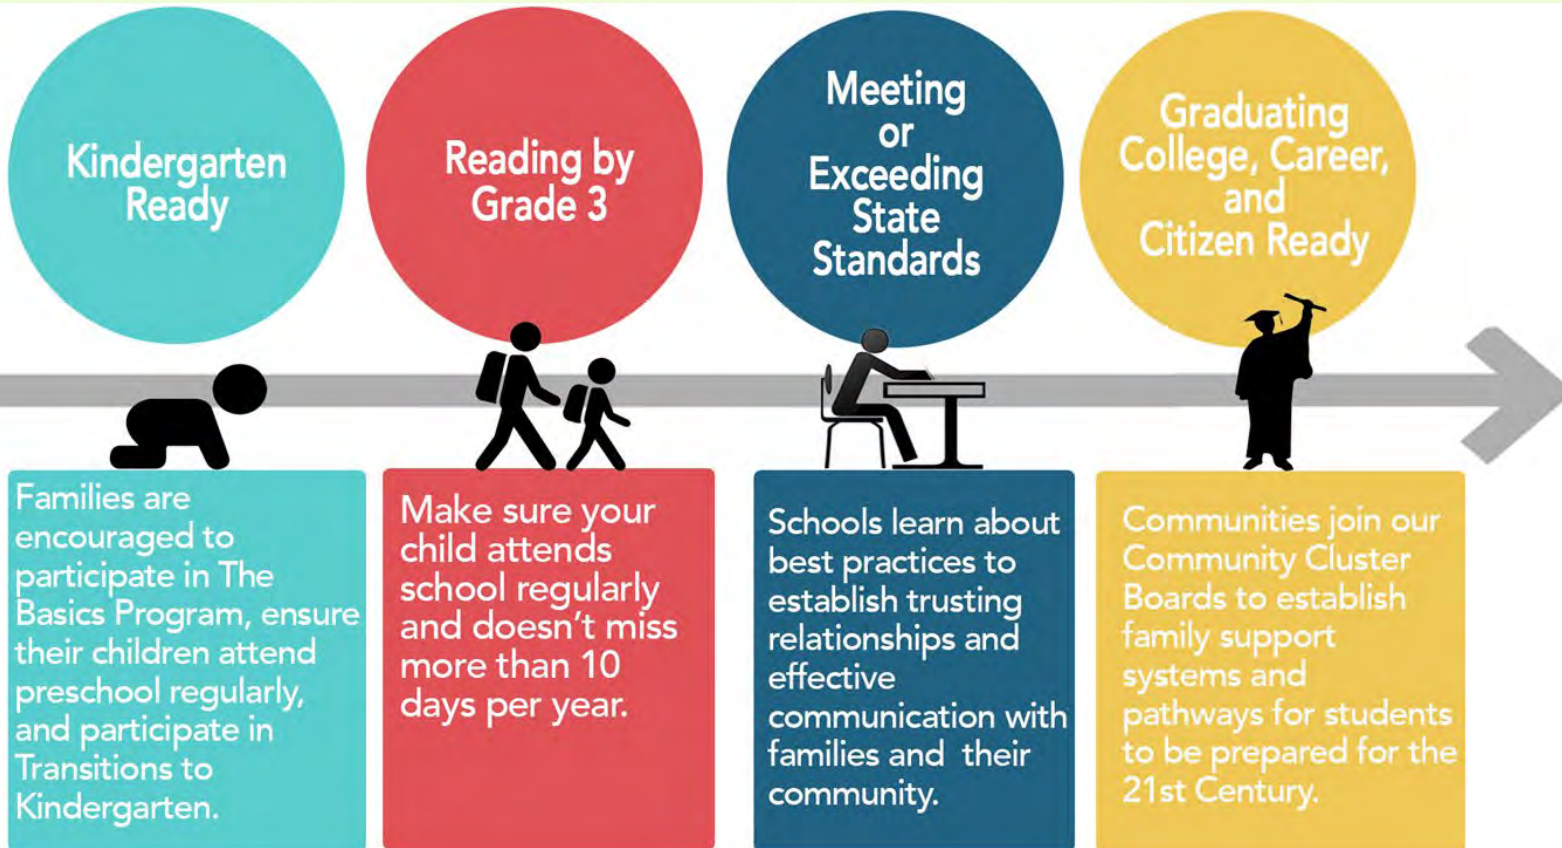 Kindergarten
Ready
Reading by
Grade 3
Meeting
or
Exceeding
State
Standards
Graduating
College, Career,
and
Citizen Ready
Families are
encouraged to
participate in The
Basics Program, ensure
their children attend
preschool regularly,
and participate in
Transitions to
Kindergarten.
Make sure your
child attends
school regularly
and doesn't miss
more than 10
days per year.
Schools learn about
best practices to
establish trusting
relationships and
effective
communication with
families and their
community.
Communities join our
Community Cluster
Boards to establish
family support
systems and
pathways for students
to be prepared for the
21st Century.